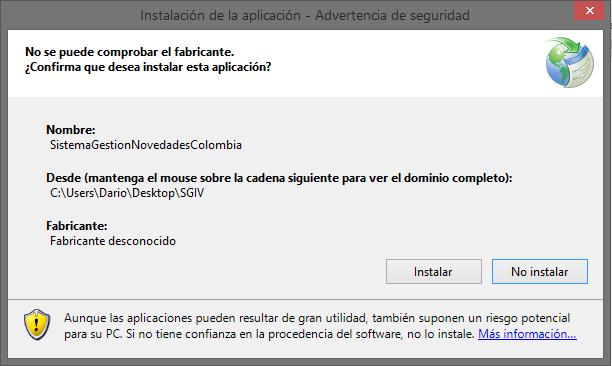 Instalación de la aplicación - Advertencia de seguridad
No se puede comprobar el fabricante.
¿Confirma que desea instalar esta aplicación?
Nombre:
SistemaGestionNovedadesColombia
Desde (mantenga el mouse sobre la cadena siguiente para ver el dominio completo):
C:\Users\Dario\Desktop\SGIV
Fabricante:
Fabricante desconocido
Instalar
No instalar
Aunque las aplicaciones pueden resultar de gran utilidad, también suponen un riesgo potencial
para su PC. Si no tiene confianza en la procedencia del software, no lo instale. Más información...